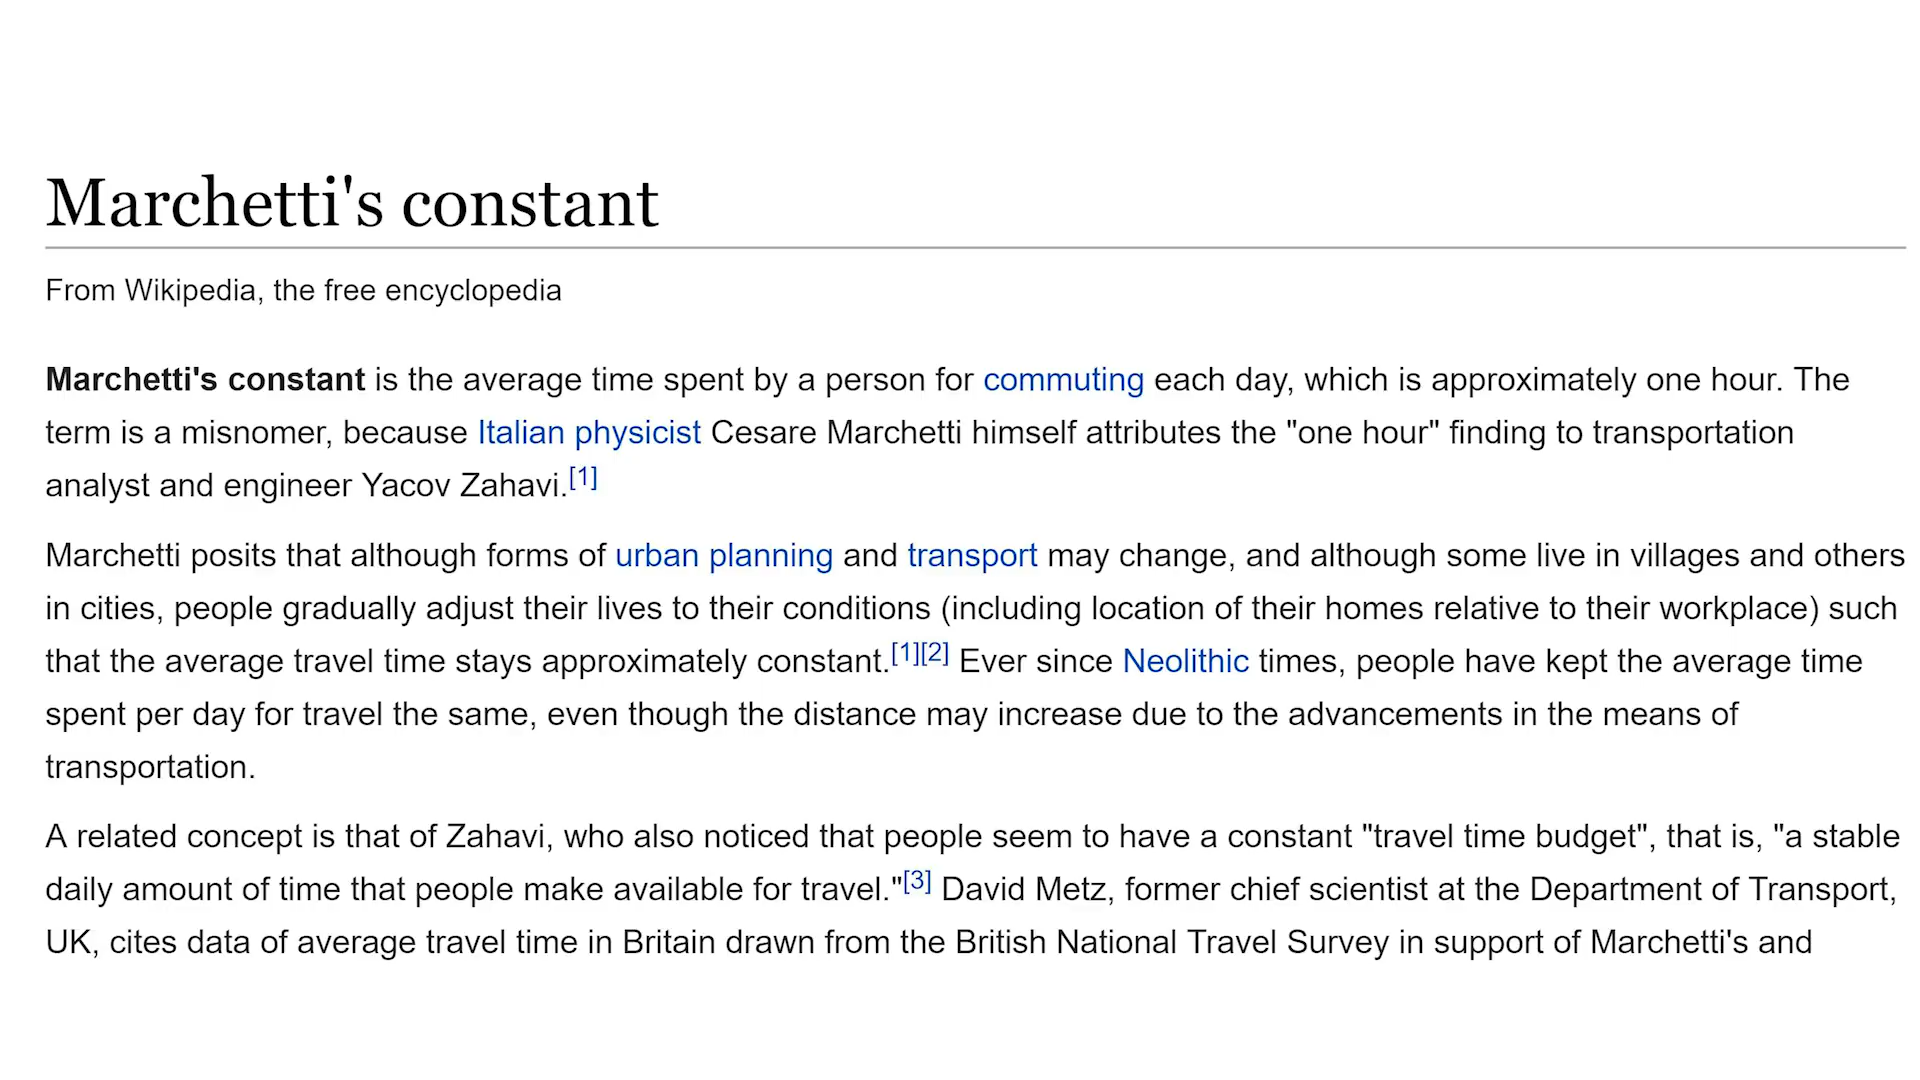 Marchetti's constant
From Wikipedia, the free encyclopedia
Marchetti's constant is the average time spent by a person for commuting each day, which is approximately one hour. The
term is a misnomer, because Italian physicist Cesare Marchetti himself attributes the "one hour" finding to transportation
analyst and engineer Yacov Zahavi.[1]
Marchetti posits that although forms of urban planning and transport may change, and although some live in villages and others
in cities, people gradually adjust their lives to their conditions (including location of their homes relative to their workplace) such
that the average travel time stays approximately constant.[1][2] Ever since Neolithic times, people have kept the average time
spent per day for travel the same, even though the distance may increase due to the advancements in the means of
transportation.
A related concept is that of Zahavi, who also noticed that people seem to have a constant "travel time budget", that is, "a stable
daily amount of time that people make available for travel."[3] David Metz, former chief scientist at the Department of Transport,
UK, cites data of average travel time in Britain drawn from the British National Travel Survey in support of Marchetti's and